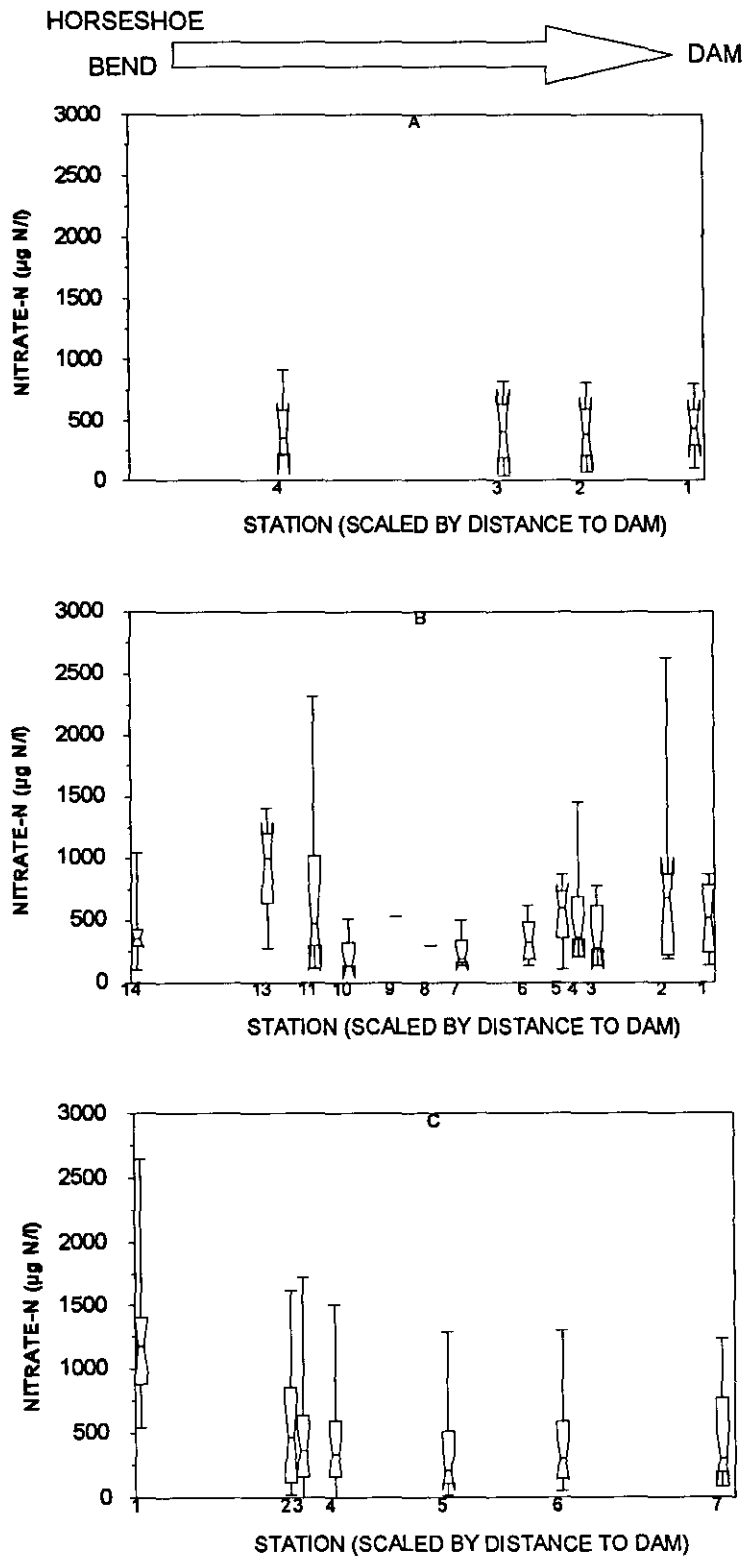 HORSESHOE
BEND
DAM
A
3000
2500
2000
1500
1000
500
0
NITRATE-N (µg N/l)
4 3 2 1
STATION (SCALED BY DISTANCE TO DAM)
B
3000
2500
2000
1500
1000
500
0
NITRATE-N (µg N/l)
14 13 11 10 9 8 7 6 5 4 3 2 1
STATION (SCALED BY DISTANCE TO DAM)
C
3000
2500
2000
1500
1000
500
0
NITRATE-N (µg N/l)
1 2 3 4 5 6 7
STATION (SCALED BY DISTANCE TO DAM)